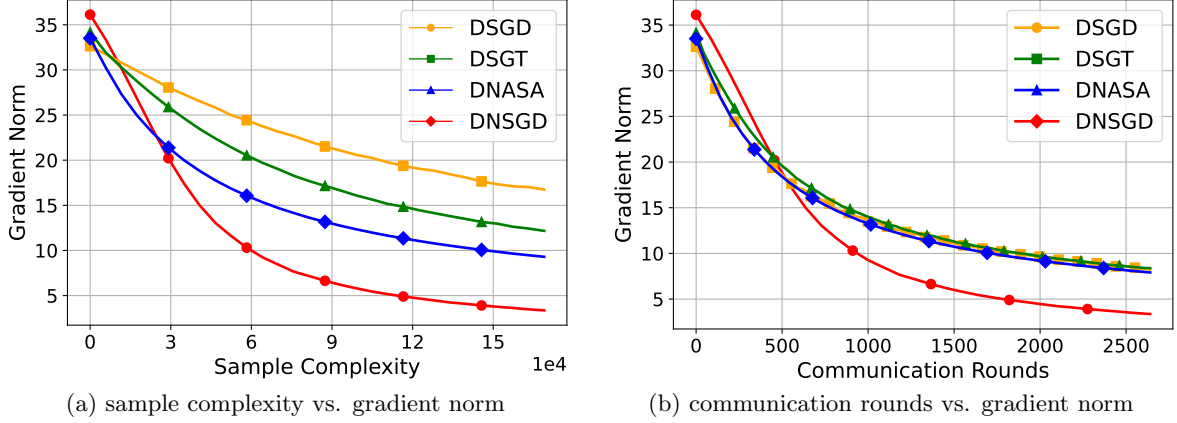 35
30
25
20
15
10
5
Gradient Norm
DSGD
DSGT
DNASA
DNSGD
0
3
6
9
12
15
Sample Complexity
1e4
(a) sample complexity vs. gradient norm
35
30
25
20
15
10
5
Gradient Norm
DSGD
DSGT
DNASA
DNSGD
0
500
1000
1500
2000
2500
Communication Rounds
(b) communication rounds vs. gradient norm